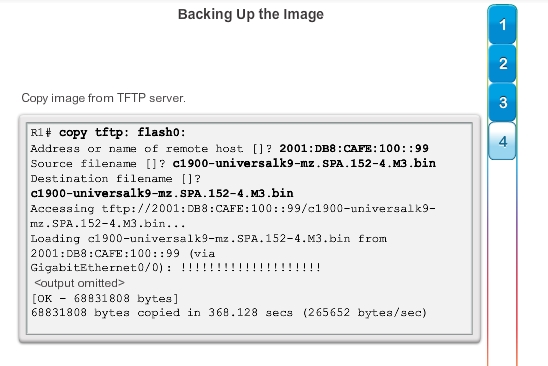 Backing Up the Image
1
2
3
4
Copy image from TFTP server.
R1# copy tftp: flash0:
Address or name of remote host []? 2001:DB8:CAFE:100::99
Source filename []? c1900-universalk9-mz.SPA.152-4.M3.bin
Destination filename []?
c1900-universalk9-mz.SPA.152-4.M3.bin
Accessing tftp://2001:DB8:CAFE:100::99/c1900-universalk9-
mz.SPA.152-4.M3.bin...
Loading c1900-universalk9-mz.SPA.152-4.M3.bin from
2001:DB8:CAFE:100::99 (via
GigabitEthernet0/0): !!!!!!!!!!!!!!!!!!!!
<output omitted>
[OK - 68831808 bytes]
68831808 bytes copied in 368.128 secs (265652 bytes/sec)